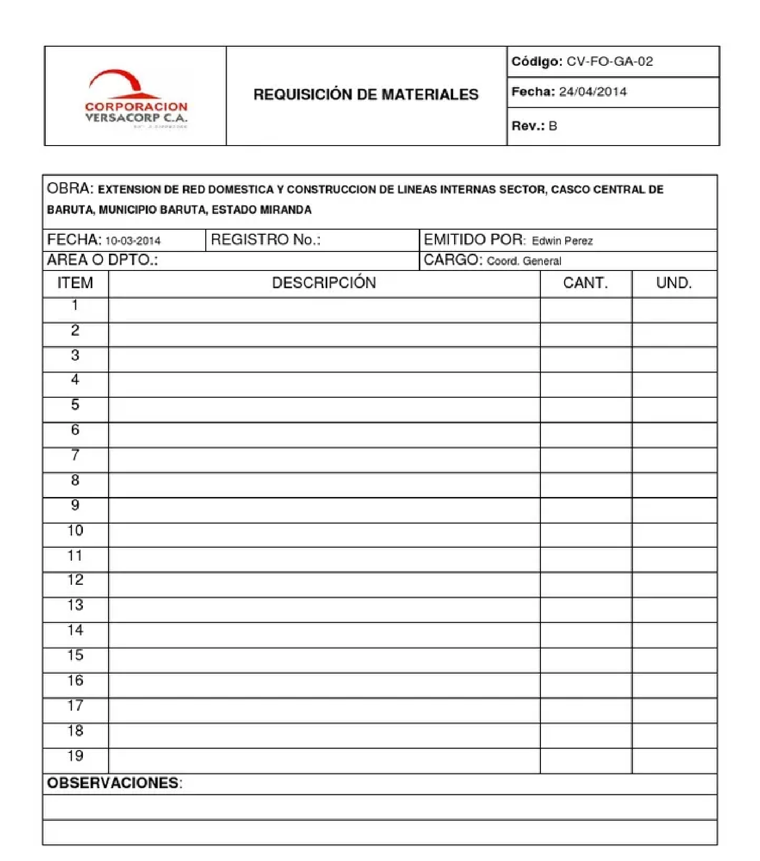 CORPORACION
VERSACORP C.A.
REQUISICIÓN DE MATERIALES
Código: CV-FO-GA-02
Fecha: 24/04/2014
Rev.: B
OBRA: EXTENSION DE RED DOMESTICA Y CONSTRUCCION DE LINEAS INTERNAS SECTOR, CASCO CENTRAL DE
BARUTA, MUNICIPIO BARUTA, ESTADO MIRANDA
FECHA: 10-03-2014 REGISTRO No.: EMITIDO POR: Edwin Perez
AREA O DPTO.: CARGO: Coord. General
ITEM DESCRIPCIÓN CANT. UND.
1
2
3
4
5
6
7
8
9
10
11
12
13
14
15
16
17
18
19
OBSERVACIONES: